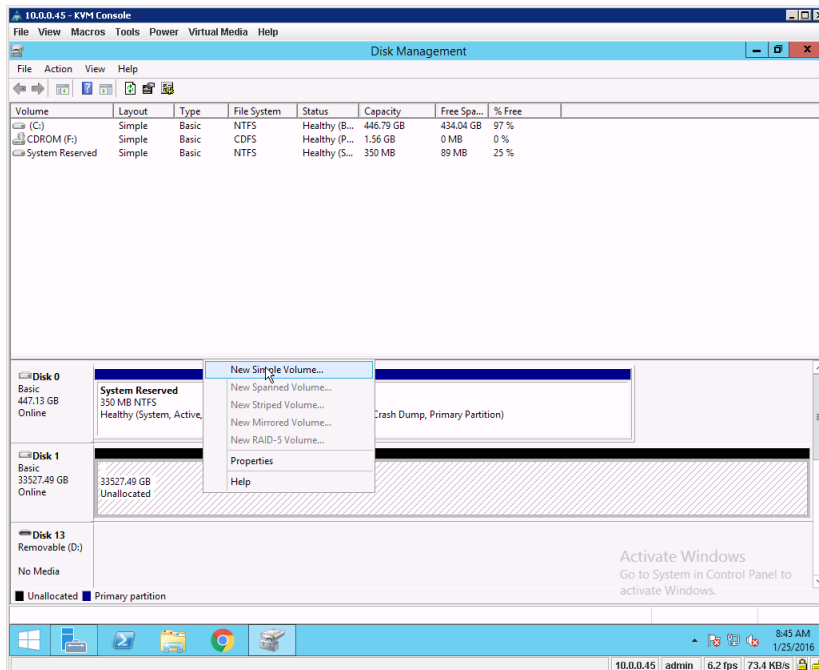 10.0.0.45 - KVM Console
File View Macros Tools Power Virtual Media Help
Disk Management
File Action View Help
Volume Layout Type File System Status Capacity Free Spa... % Free
(C:) Simple Basic NTFS Healthy (B... 446.79 GB 434.04 GB 97 %
CDROM (F:) Simple Basic CDFS Healthy (P... 1.56 GB 0 MB 0 %
System Reserved Simple Basic NTFS Healthy (S... 350 MB 89 MB 25 %
New Simple Volume...
New Spanned Volume...
New Striped Volume...
New Mirrored Volume...
New RAID-5 Volume...
Properties
Help
Disk 0
Basic
447.13 GB
Online
System Reserved
350 MB NTFS
Healthy (System, Active,
Crash Dump, Primary Partition)
Disk 1
Basic
33527.49 GB
Online
33527.49 GB
Unallocated
Disk 13
Removable (D:)
No Media
Activate Windows
Go to System in Control Panel to
activate Windows.
Unallocated Primary partition
8:45 AM
1/25/2016
10.0.0.45 admin 6.2 fps 73.4 KB/s